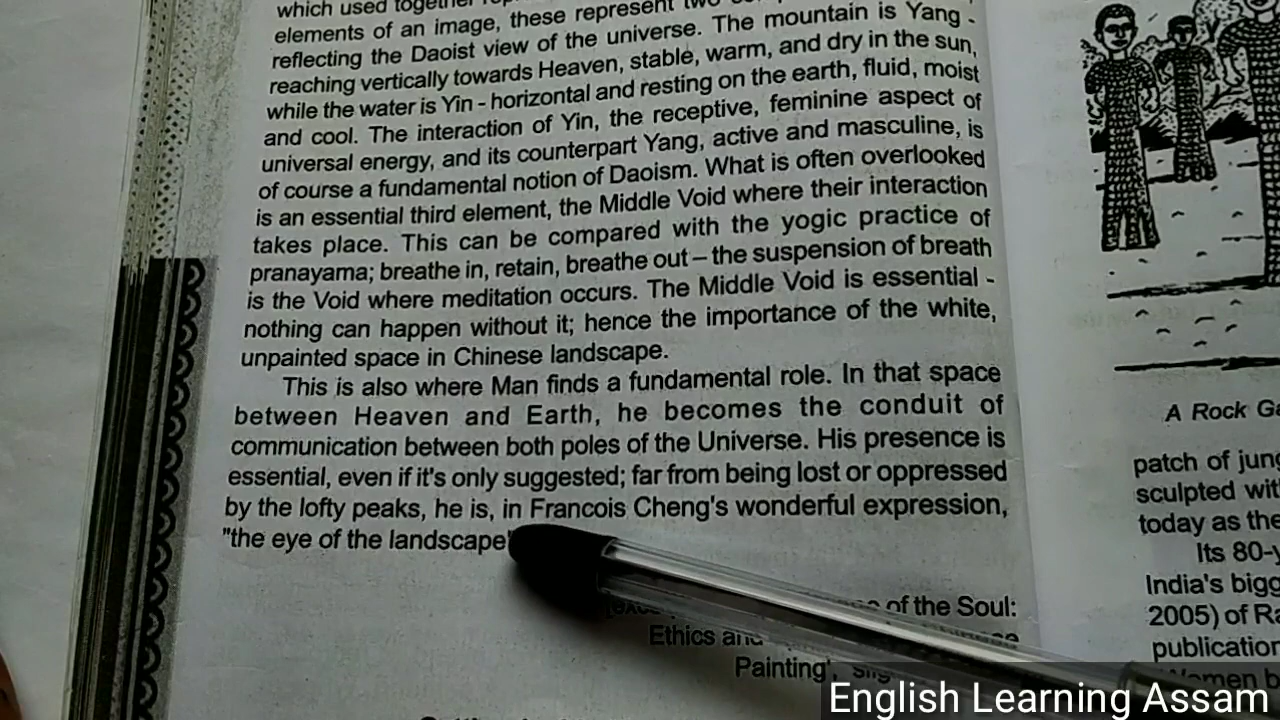 which used together
elements of an image, these represent two
reflecting the Daoist view of the universe. The mountain is Yang -
reaching vertically towards Heaven, stable, warm, and dry in the sun,
while the water is Yin - horizontal and resting on the earth, fluid, moist
and cool. The interaction of Yin, the receptive, feminine aspect of
universal energy, and its counterpart Yang, active and masculine, is
of course a fundamental notion of Daoism. What is often overlooked
is an essential third element, the Middle Void where their interaction
takes place. This can be compared with the yogic practice of
pranayama; breathe in, retain, breathe out – the suspension of breath
is the Void where meditation occurs. The Middle Void is essential -
nothing can happen without it; hence the importance of the white,
unpainted space in Chinese landscape.
This is also where Man finds a fundamental role. In that space
between Heaven and Earth, he becomes the conduit of
communication between both poles of the Universe. His presence is
essential, even if it's only suggested; far from being lost or oppressed
by the lofty peaks, he is, in Francois Cheng's wonderful expression,
"the eye of the landscape"
of the Soul:
Ethics and
Painting',
A Rock
patch of
sculpted
today as the
Its
India's
2005) of
publication
English Learning Assam